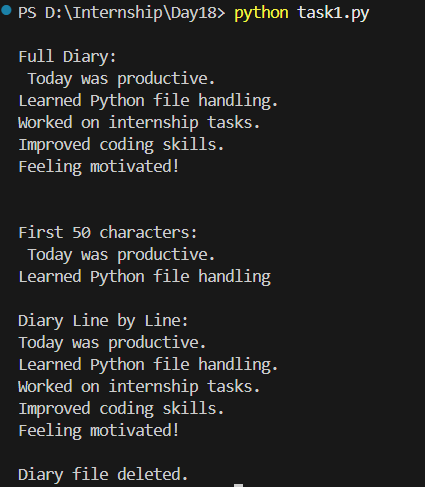 PS D:\Internship\Day18> python task1.py
Full Diary:
 Today was productive.
Learned Python file handling.
Worked on internship tasks.
Improved coding skills.
Feeling motivated!
First 50 characters:
 Today was productive.
Learned Python file handling
Diary Line by Line:
Today was productive.
Learned Python file handling.
Worked on internship tasks.
Improved coding skills.
Feeling motivated!
Diary file deleted.